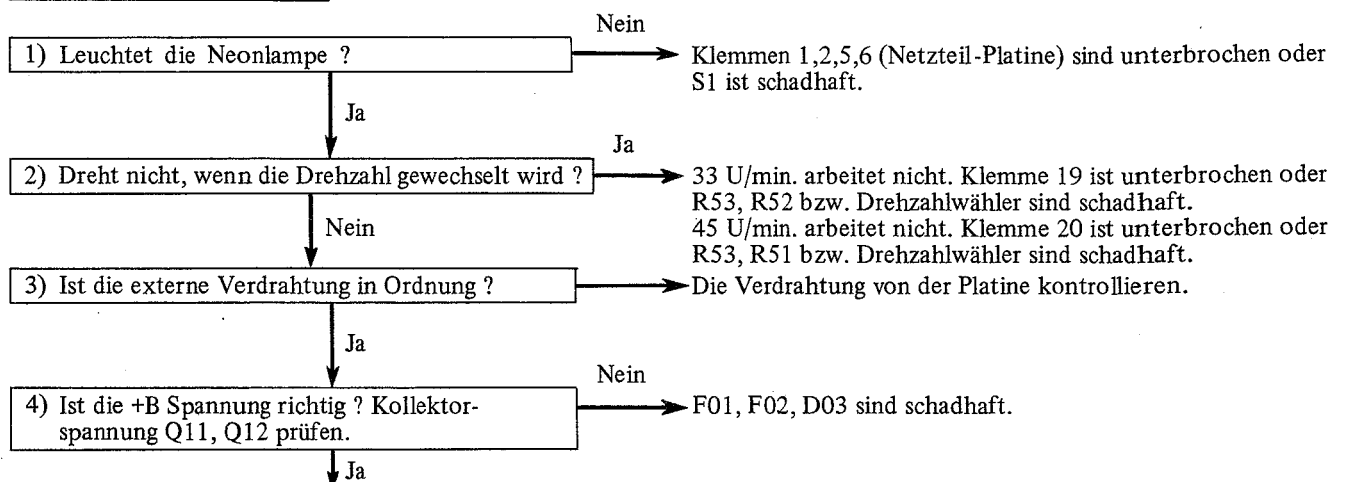 Nein
1) Leuchtet die Neonlampe ?
Klemmen 1,2,5,6 (Netzteil-Platine) sind unterbrochen oder
S1 ist schadhaft.
Ja
Ja
2) Dreht nicht, wenn die Drehzahl gewechselt wird ?
33 U/min. arbeitet nicht. Klemme 19 ist unterbrochen oder
R53, R52 bzw. Drehzahlwähler sind schadhaft.
45 U/min. arbeitet nicht. Klemme 20 ist unterbrochen oder
R53, R51 bzw. Drehzahlwähler sind schadhaft.
Nein
3) Ist die externe Verdrahtung in Ordnung ?
Die Verdrahtung von der Platine kontrollieren.
Ja
Nein
4) Ist die +B Spannung richtig ? Kollektor-
spannung Q11, Q12 prüfen.
F01, F02, D03 sind schadhaft.
Ja